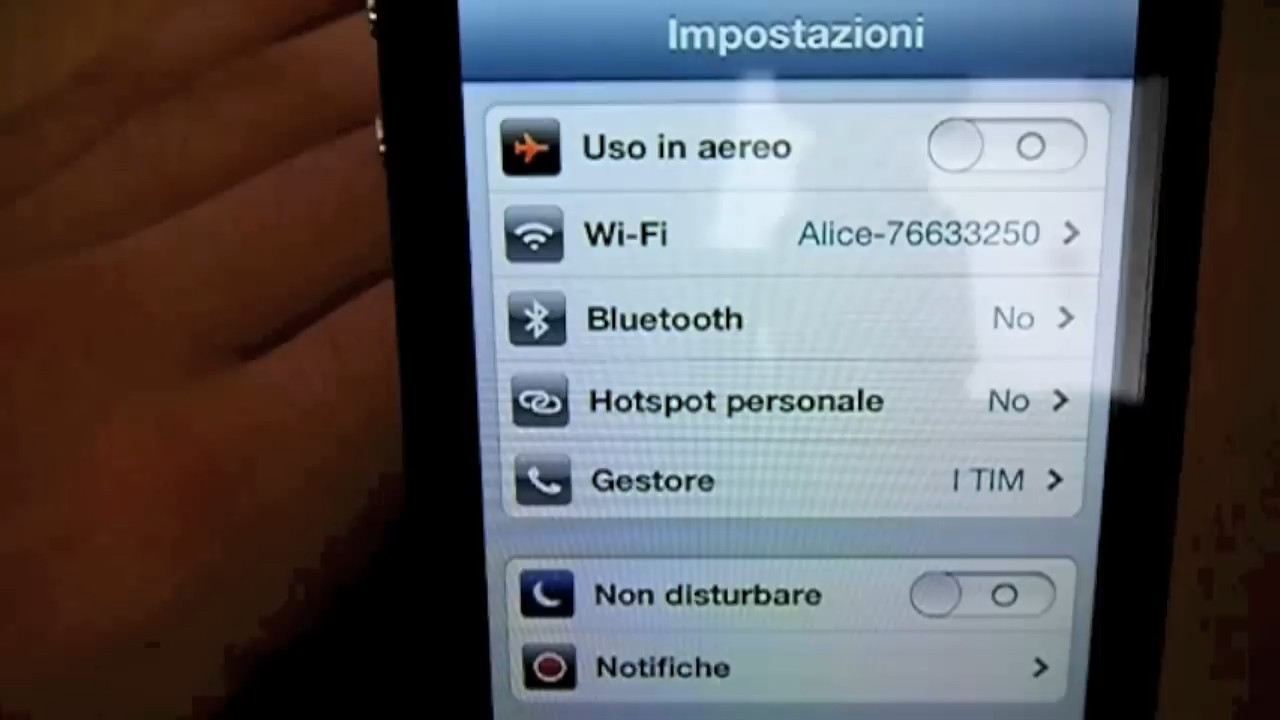 Impostazioni
Uso in aereo
Wi-Fi Alice-76633250
Bluetooth No
Hotspot personale No
Gestore I TIM
Non disturbare
Notifiche